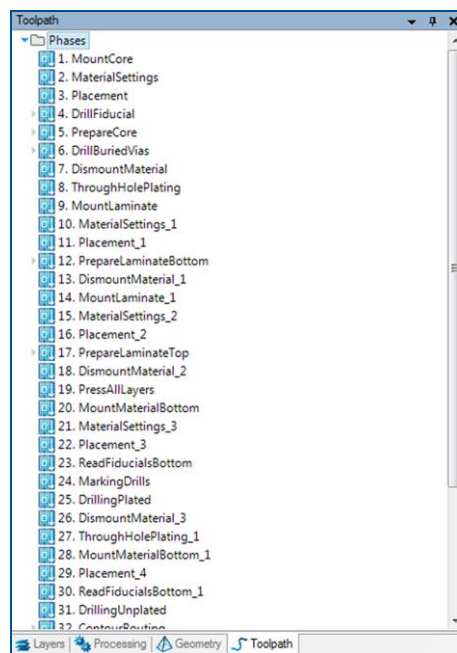 Toolpath
Phases
1. MountCore
2. MaterialSettings
3. Placement
4. DrillFiducial
5. PrepareCore
6. DrillBuriedVias
7. DismountMaterial
8. ThroughHolePlating
9. MountLaminate
10. MaterialSettings_1
11. Placement_1
12. PrepareLaminateBottom
13. DismountMaterial_1
14. MountLaminate_1
15. MaterialSettings_2
16. Placement_2
17. PrepareLaminateTop
18. DismountMaterial_2
19. PressAllLayers
20. MountMaterialBottom
21. MaterialSettings_3
22. Placement_3
23. ReadFiducialsBottom
24. MarkingDrills
25. DrillingPlated
26. DismountMaterial_3
27. ThroughHolePlating_1
28. MountMaterialBottom_1
29. Placement_4
30. ReadFiducialsBottom_1
31. DrillingUnplated
32. ContourRouting
Layers Processing Geometry Toolpath